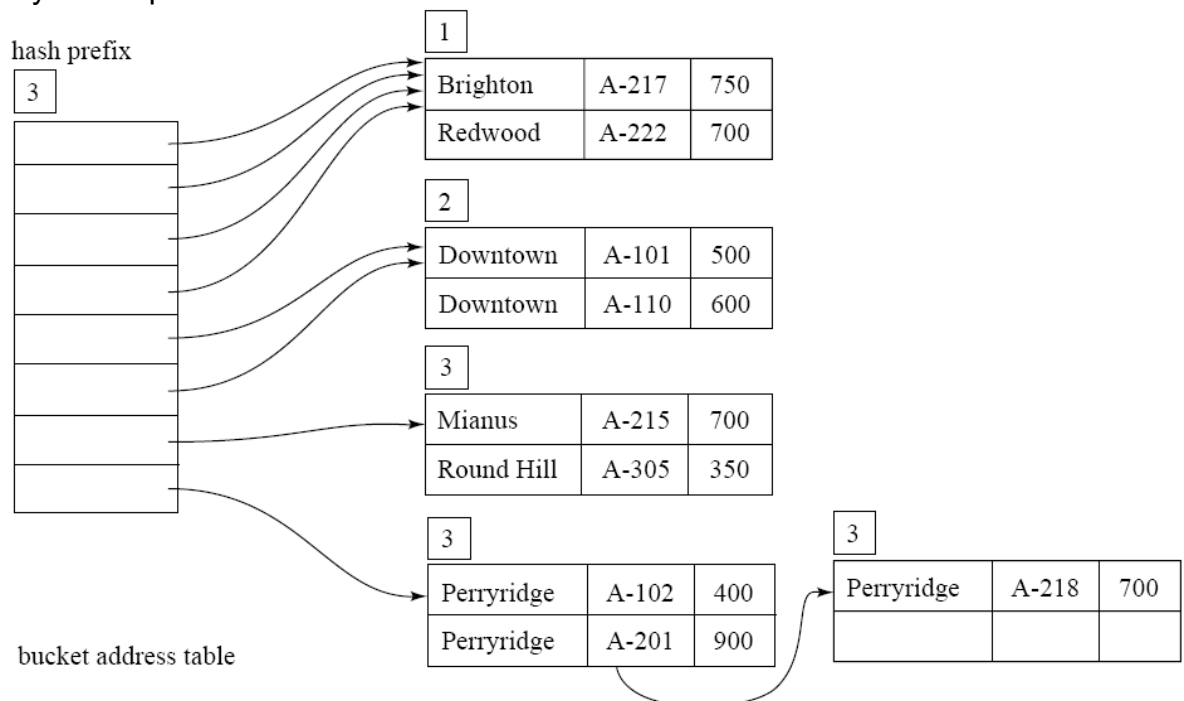 hash prefix
3
1
Brighton A-217 750
Redwood A-222 700
2
Downtown A-101 500
Downtown A-110 600
3
Mianus A-215 700
Round Hill A-305 350
3
Perryridge A-102 400
Perryridge A-201 900
3
Perryridge A-218 700
bucket address table